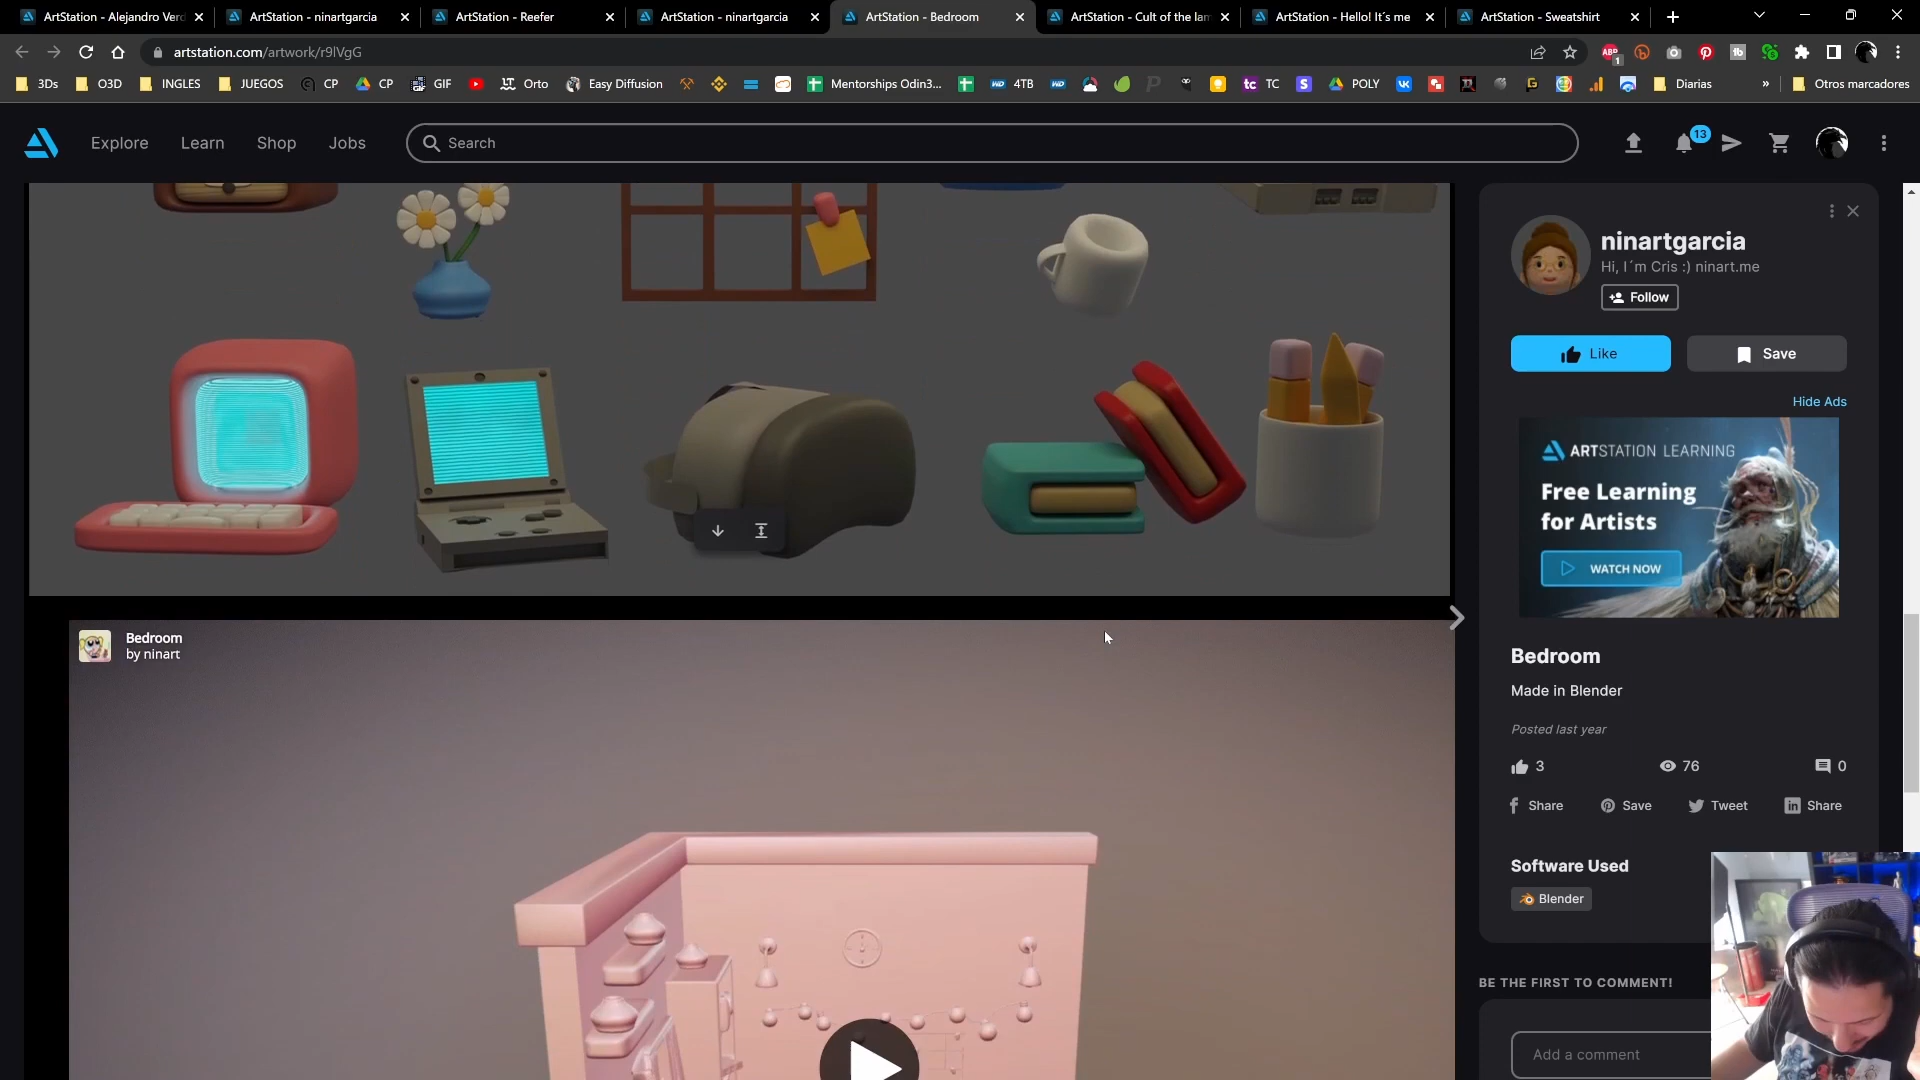 ArtStation - Alejandro Verd
ArtStation - ninartgarcia
ArtStation - Reefer
ArtStation - ninartgarcia
ArtStation - Bedroom
ArtStation - Cult of the lam
ArtStation - Hello! It´s me
ArtStation - Sweatshirt
artstation.com/artwork/r9lVgG
3Ds
O3D
INGLES
JUEGOS
CP
CP
GIF
Orto
Easy Diffusion
Mentorships Odin3...
4TB
TC
POLY
Diarias
»
Otros marcadores
Explore
Learn
Shop
Jobs
Search
13
ninartgarcia
Hi, I´m Cris :) ninart.me
Follow
Like
Save
Hide Ads
ARTSTATION LEARNING
Free Learning
for Artists
WATCH NOW
Bedroom
by ninart
Bedroom
Made in Blender
Posted last year
3
76
0
Share
Save
Tweet
Share
Software Used
Blender
BE THE FIRST TO COMMENT!
Add a comment